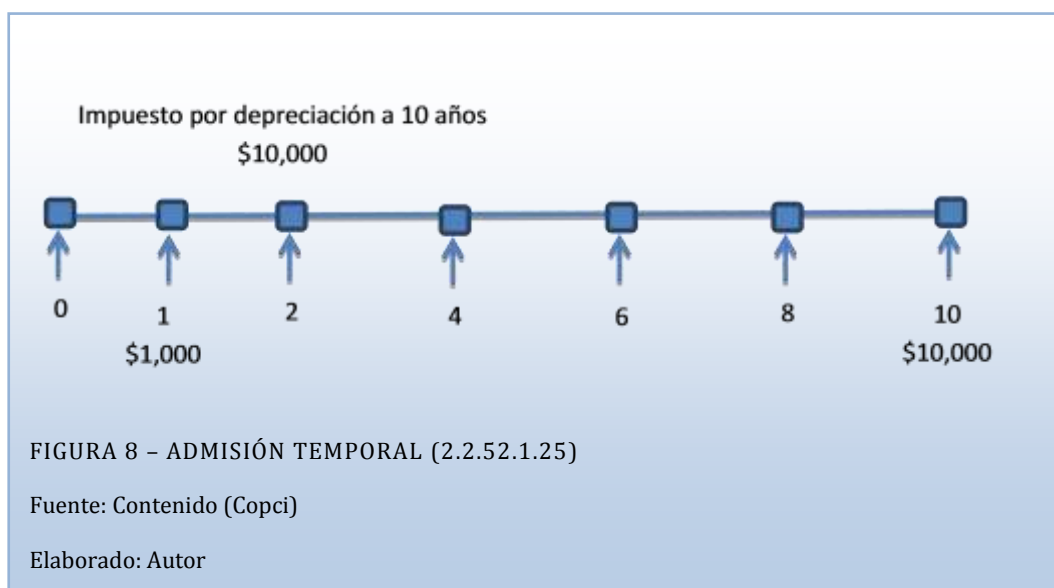 Impuesto por depreciación a 10 años
$10,000
0 1 2 4 6 8 10
$1,000 $10,000
FIGURA 8 – ADMISIÓN TEMPORAL (2.2.52.1.25)
Fuente: Contenido (Copci)
Elaborado: Autor